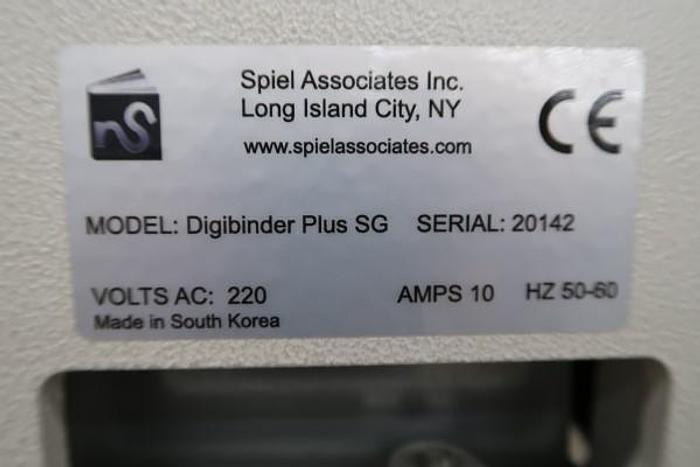 nS
Spiel Associates Inc.
Long Island City, NY
www.spielassociates.com
CE
MODEL: Digibinder Plus SG SERIAL: 20142
VOLTS AC: 220 AMPS 10 HZ 50-60
Made in South Korea